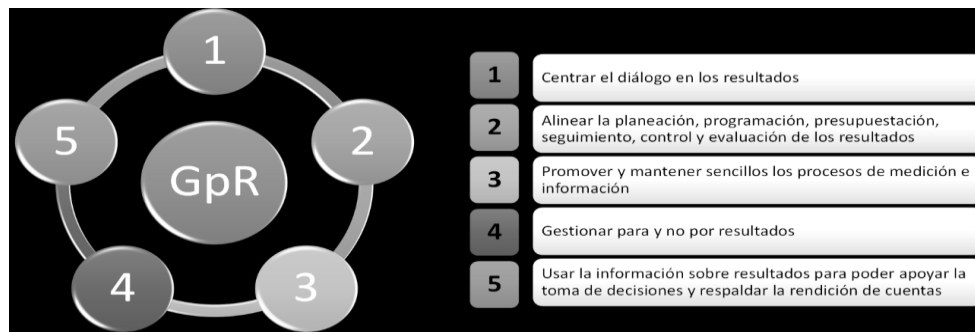 1
2
3
4
5
GpR
1 Centrar el diálogo en los resultados
2 Alinear la planeación, programación, presupuestación,
seguimiento, control y evaluación de los resultados
3 Promover y mantener sencillos los procesos de medición e
información
4 Gestionar para y no por resultados
5 Usar la información sobre resultados para poder apoyar la
toma de decisiones y respaldar la rendición de cuentas